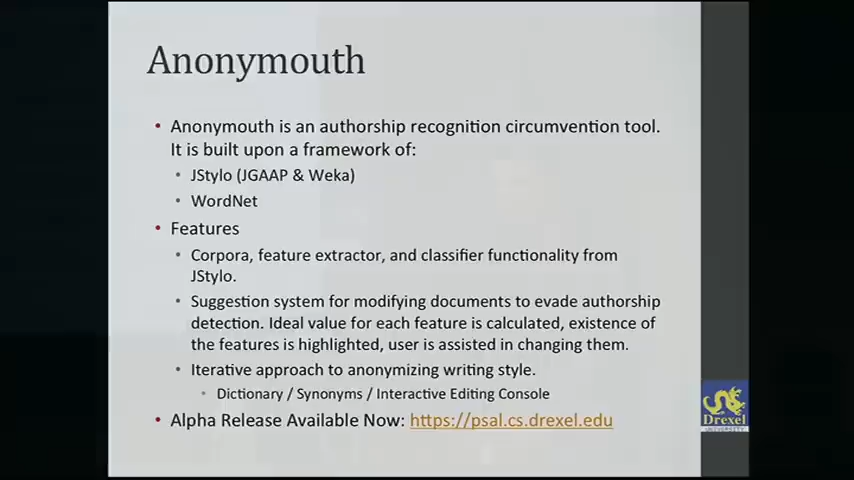 Anonymouth
• Anonymouth is an authorship recognition circumvention tool.
It is built upon a framework of:
• JStylo (JGAAP & Weka)
• WordNet
• Features
• Corpora, feature extractor, and classifier functionality from
JStylo.
• Suggestion system for modifying documents to evade authorship
detection. Ideal value for each feature is calculated, existence of
the features is highlighted, user is assisted in changing them.
• Iterative approach to anonymizing writing style.
• Dictionary / Synonyms / Interactive Editing Console
• Alpha Release Available Now: https://psal.cs.drexel.edu
Drexel
UNIVERSITY